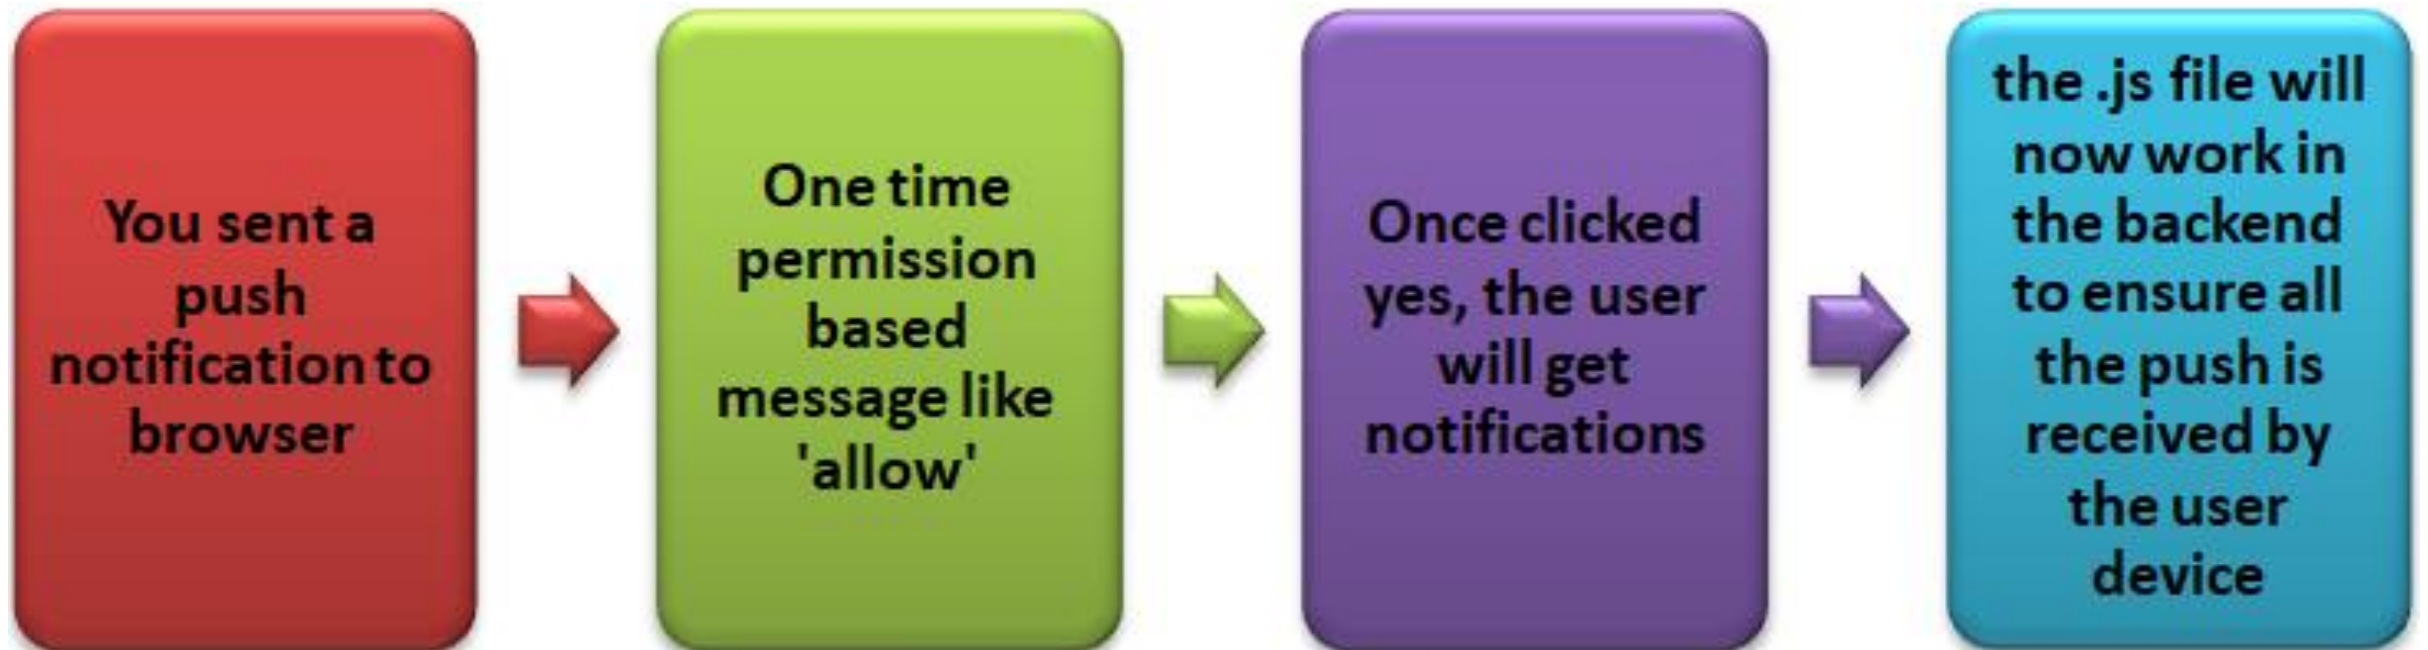 You sent a
push
notification to
browser
One time
permission
based
message like
'allow'
Once clicked
yes, the user
will get
notifications
the .js file will
now work in
the backend
to ensure all
the push is
received by
the user
device